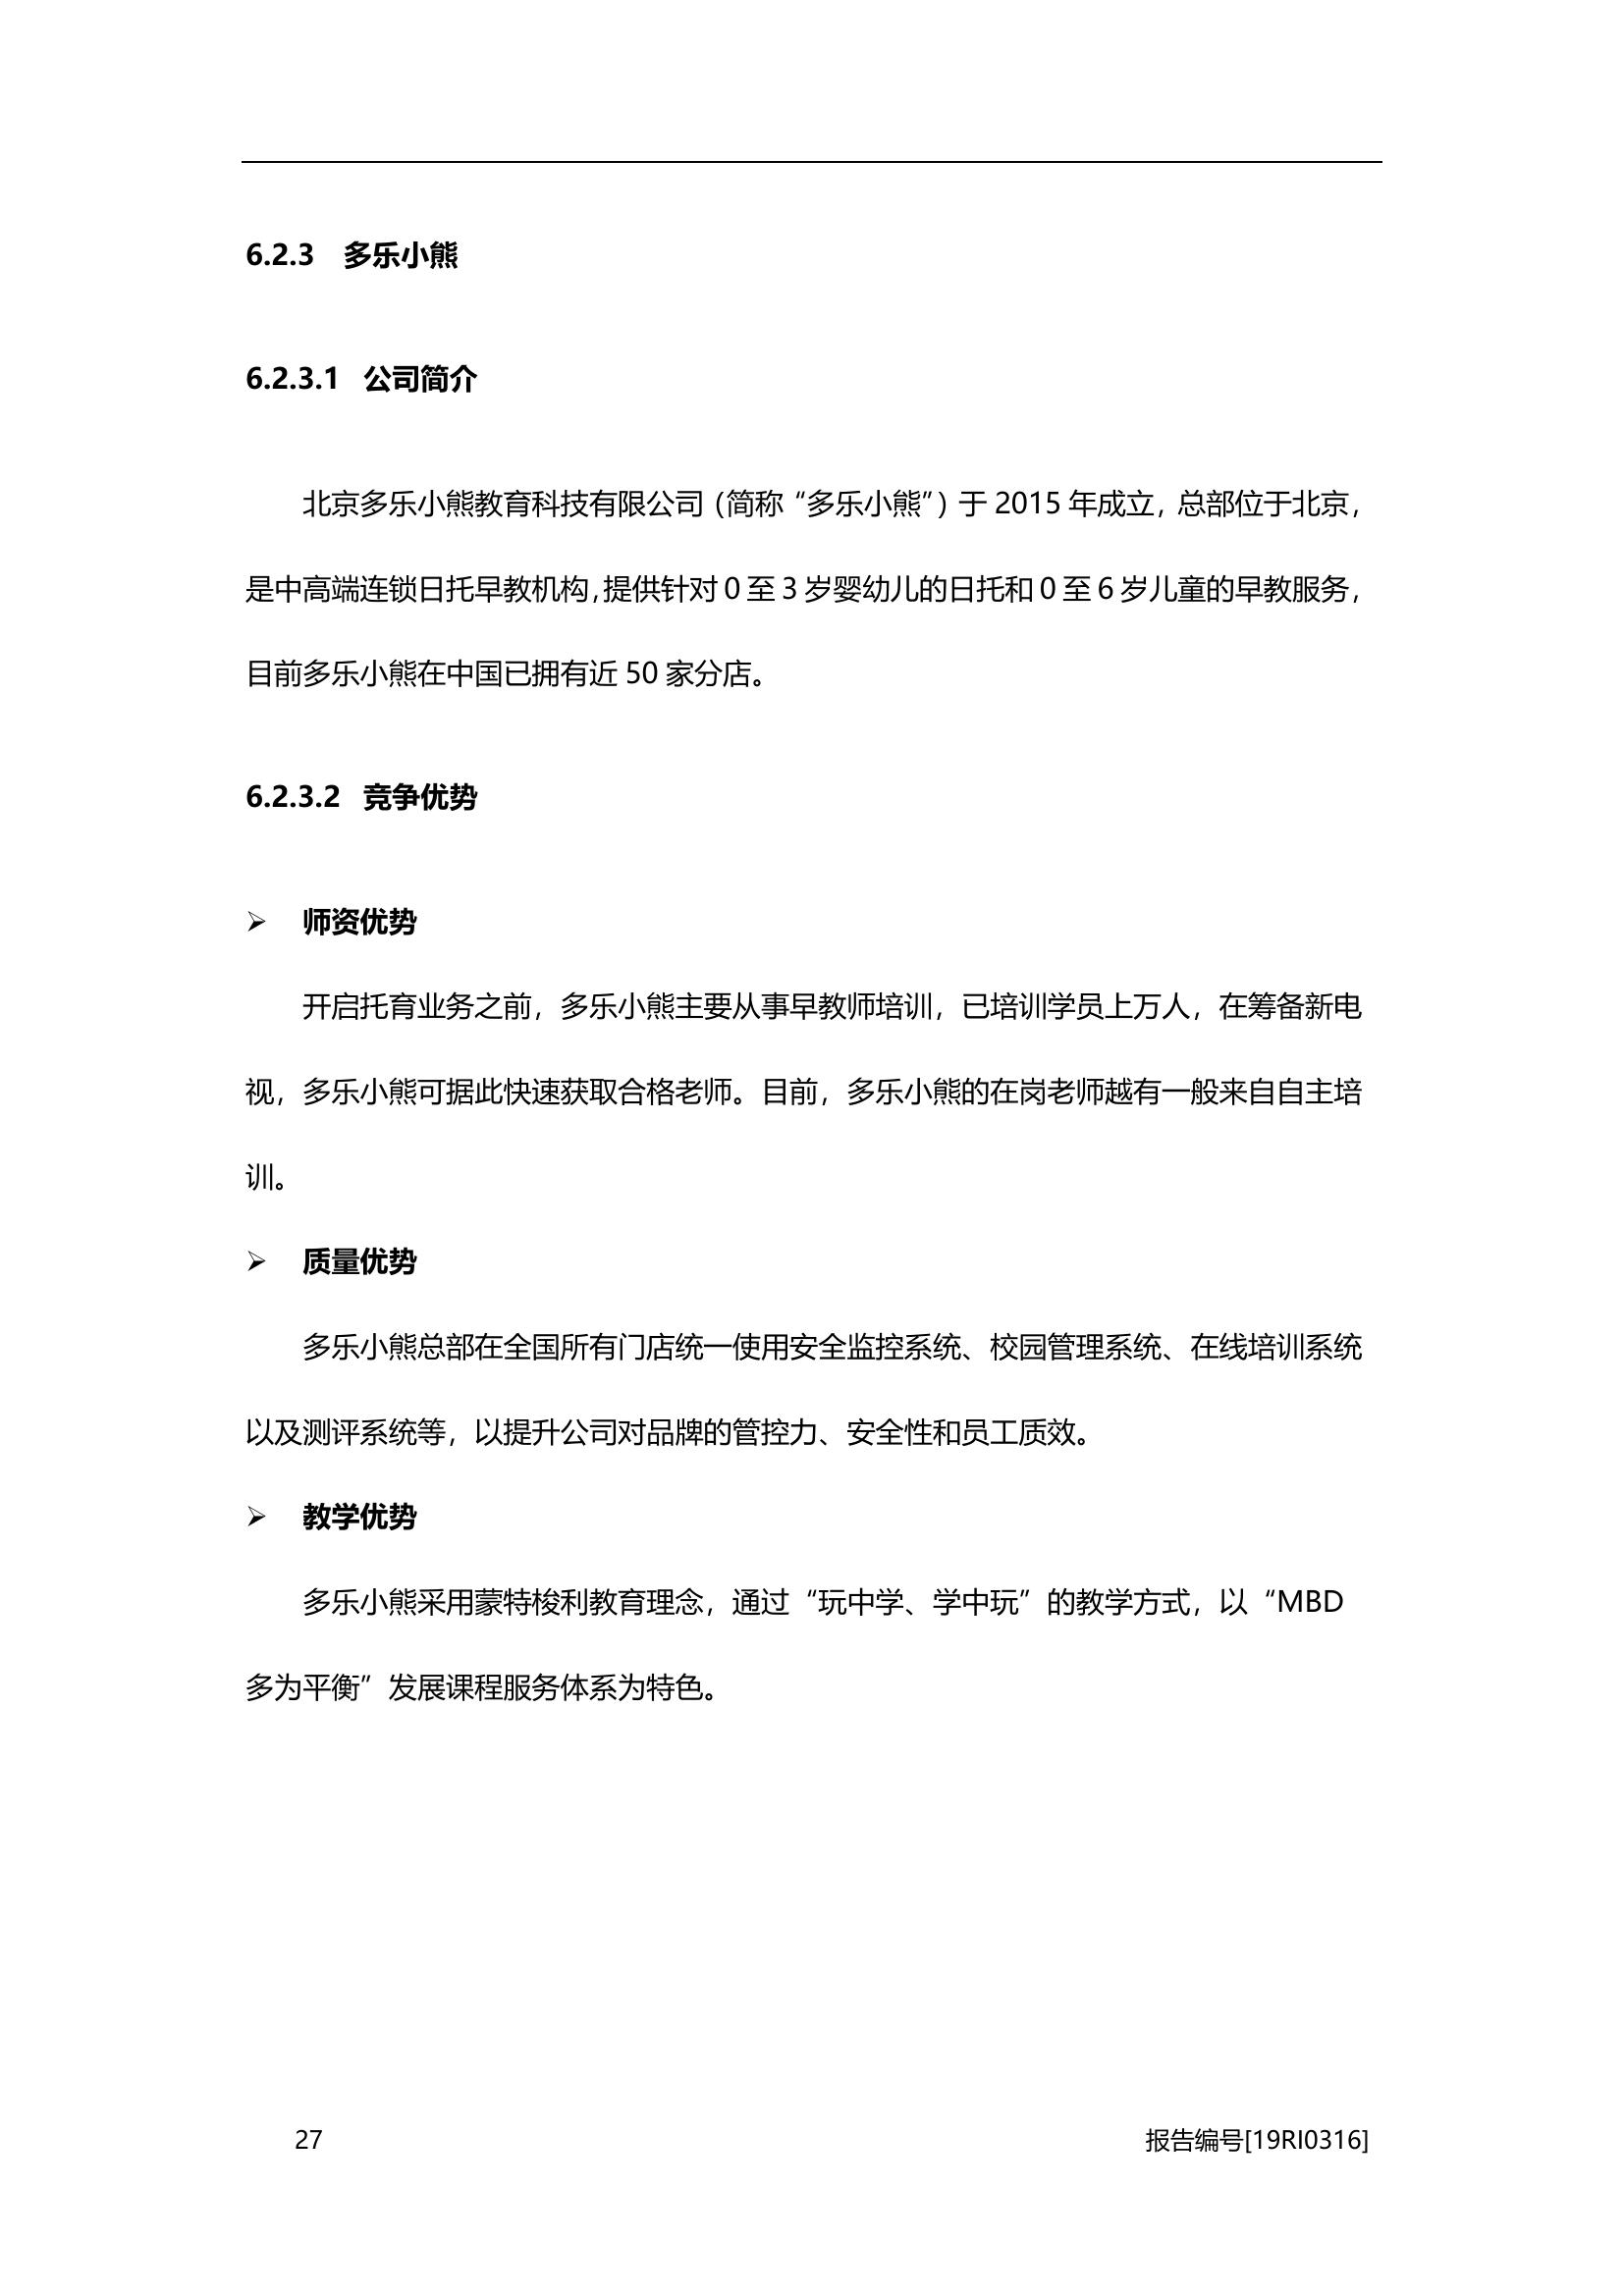 6.2.3 多乐小熊
6.2.3.1 公司简介
北京多乐小熊教育科技有限公司（简称“多乐小熊”）于 2015 年成立，总部位于北京，
是中高端连锁日托早教机构，提供针对 0 至 3 岁婴幼儿的日托和 0 至 6 岁儿童的早教服务，
目前多乐小熊在中国已拥有近 50 家分店。
6.2.3.2 竞争优势
➢ 师资优势
开启托育业务之前，多乐小熊主要从事早教师培训，已培训学员上万人，在筹备新电
视，多乐小熊可据此快速获取合格老师。目前，多乐小熊的在岗老师越有一般来自自主培
训。
➢ 质量优势
多乐小熊总部在全国所有门店统一使用安全监控系统、校园管理系统、在线培训系统
以及测评系统等，以提升公司对品牌的管控力、安全性和员工质效。
➢ 教学优势
多乐小熊采用蒙特梭利教育理念，通过“玩中学、学中玩”的教学方式，以“MBD
多为平衡”发展课程服务体系为特色。
27 报告编号[19RI0316]